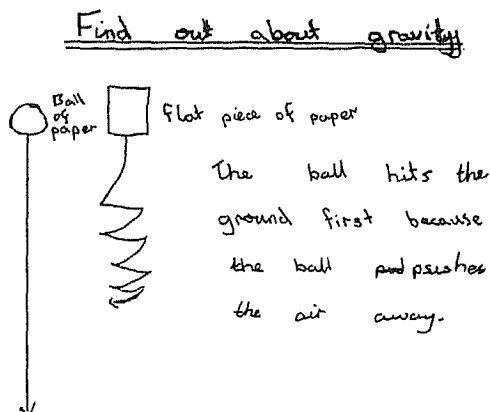 Find out about gravity
Ball
of
paper
flat piece of paper
The ball hits the
ground first because
the ball pushes
the air away.